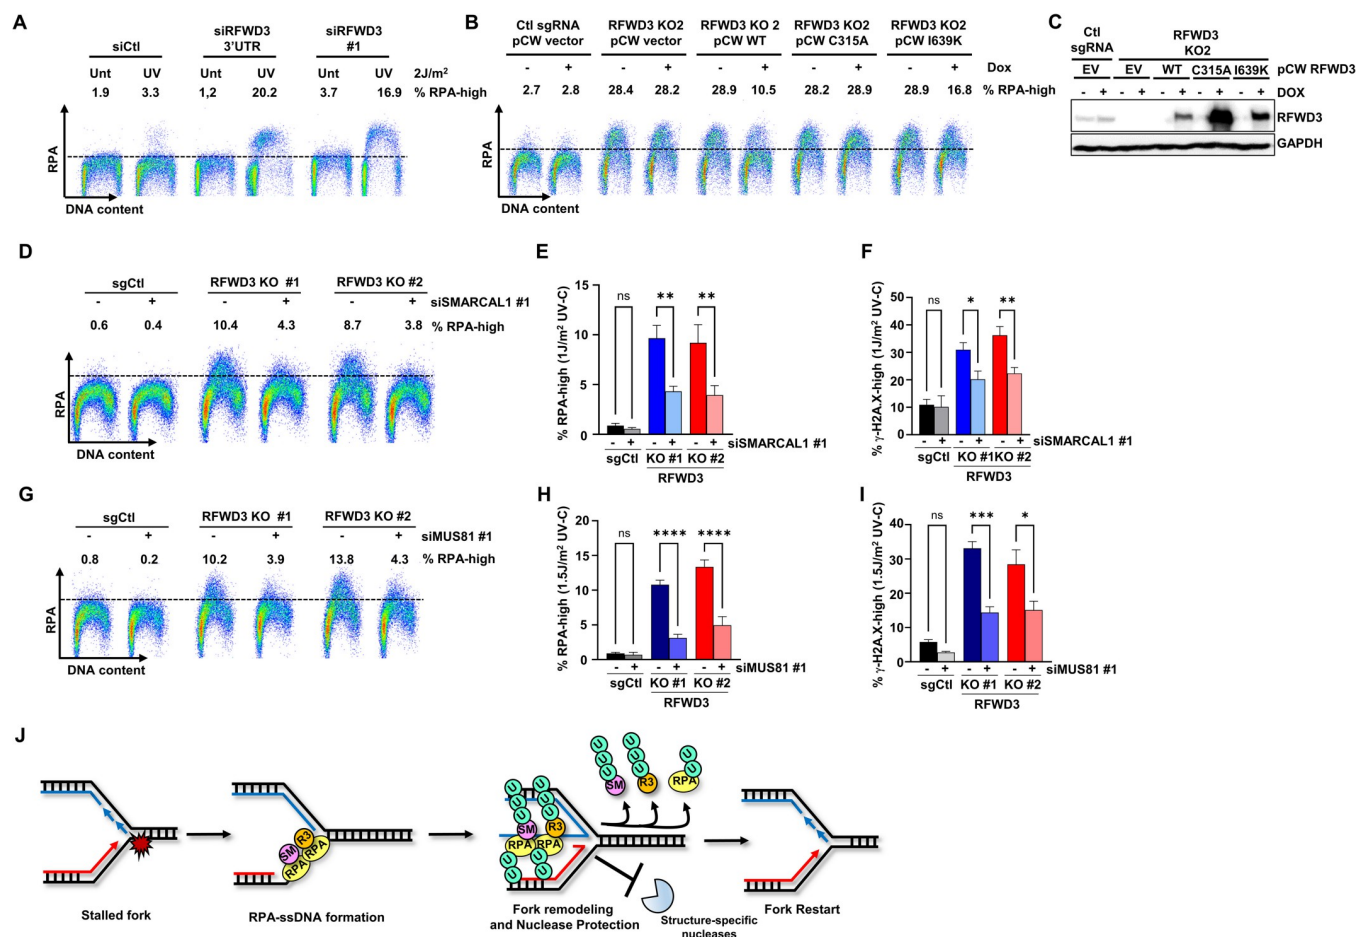 A
siCtl
siRFWD3
3'UTR
siRFWD3
#1
Unt UV Unt UV Unt UV 2J/m²
1.9 3.3 1,2 20.2 3.7 16.9 % RPA-high
RPA
DNA content
B
Ctl sgRNA
pCW vector
RFWD3 KO2
pCW vector
RFWD3 KO 2
pCW WT
RFWD3 KO2
pCW C315A
RFWD3 KO2
pCW I639K
- + - + - + - + - + Dox
2.7 2.8 28.4 28.2 28.9 10.5 28.2 28.9 28.9 16.8 % RPA-high
RPA
DNA content
C
Ctl
sgRNA
RFWD3
KO2
EV EV WT C315A I639K pCW RFWD3
- + - + - + - + - + DOX
RFWD3
GAPDH
D
sgCtl RFWD3 KO #1 RFWD3 KO #2
- + - + - + siSMARCAL1 #1
0.6 0.4 10.4 4.3 8.7 3.8 % RPA-high
RPA
DNA content
E
% RPA-high (1J/m² UV-C)
15
10
5
0
ns ** **
- + - + - + siSMARCAL1 #1
sgCtl KO #1 KO #2
RFWD3
F
% γ-H2A.X-high (1J/m² UV-C)
50
40
30
20
10
0
ns * **
- + - + - + siSMARCAL1 #1
sgCtl KO #1 KO #2
RFWD3
G
sgCtl RFWD3 KO #1 RFWD3 KO #2
- + - + - + siMUS81 #1
0.8 0.2 10.2 3.9 13.8 4.3 % RPA-high
RPA
DNA content
H
% RPA-high (1.5J/m² UV-C)
20
15
10
5
0
ns **** ****
- + - + - + siMUS81 #1
sgCtl KO #1 KO #2
RFWD3
I
% γ-H2A.X-high (1.5J/m² UV-C)
40
30
20
10
0
ns *** *
- + - + - + siMUS81 #1
sgCtl KO #1 KO #2
RFWD3
J
Stalled fork
SM R3
RPA RPA
RPA-ssDNA formation
U U
U U
U U
U U
SM R3
RPA RPA
U U
U U
Fork remodeling
and Nuclease Protection
U U
U U U
U U U
SM R3 RPA
Structure-specific
nucleases
Fork Restart